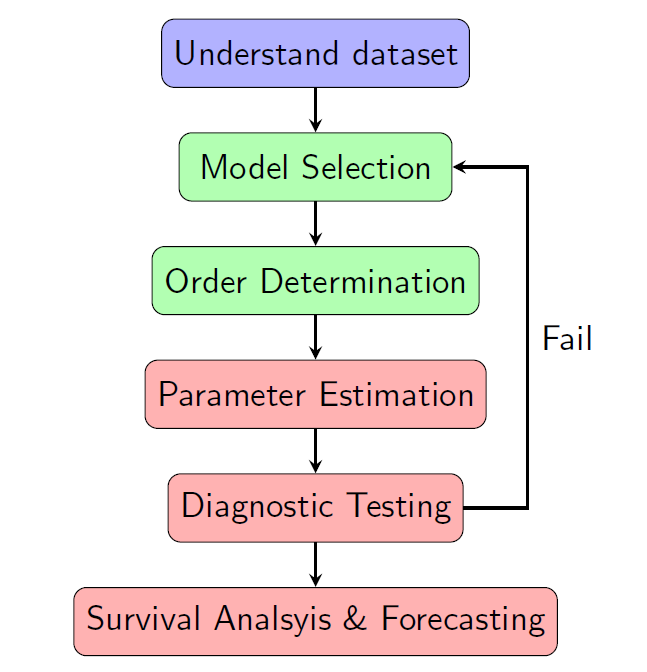 Understand dataset
Model Selection
Order Determination
Fail
Parameter Estimation
Diagnostic Testing
Survival Analsyis & Forecasting